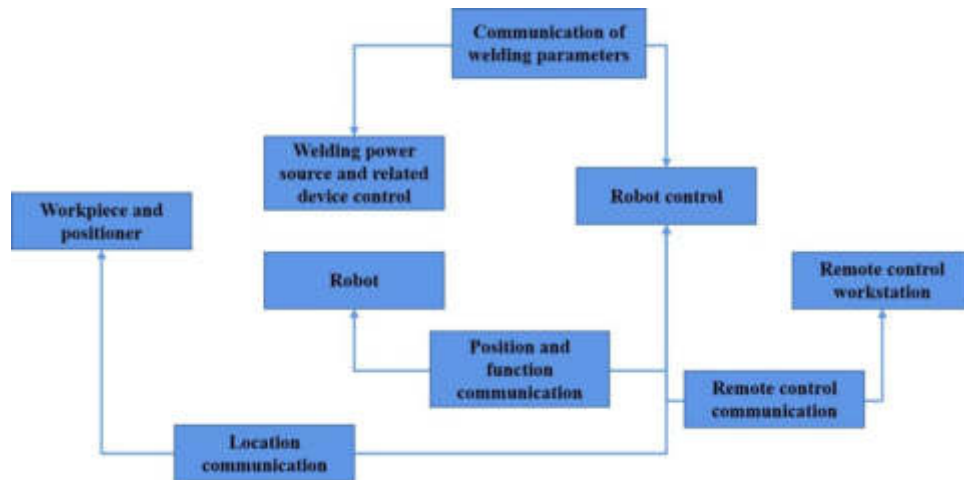 Communication of
welding parameters
Welding power
source and related
device control
Robot control
Workpiece and
positioner
Robot
Remote control
workstation
Position and
function
communication
Remote control
communication
Location
communication